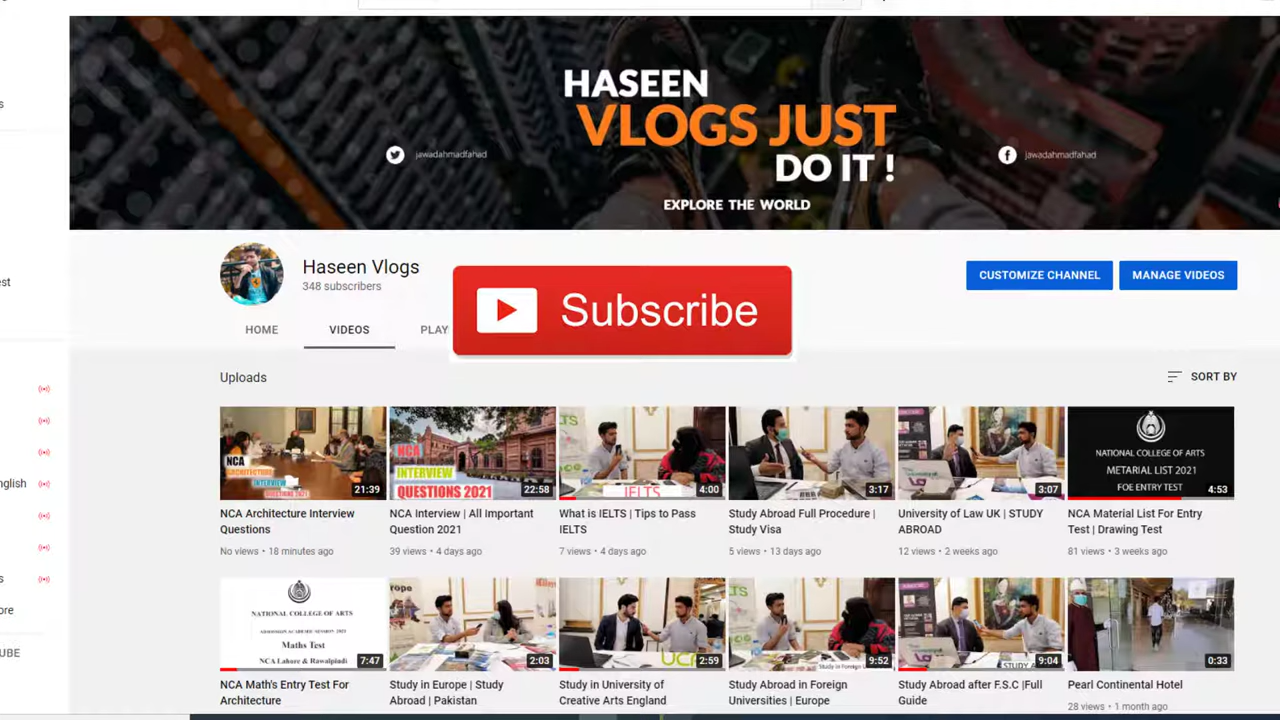 HASEEN
VLOGS JUST
DO IT !
jawadahmadfahad
jawadahmadfahad
EXPLORE THE WORLD
Haseen Vlogs
348 subscribers
CUSTOMIZE CHANNEL
MANAGE VIDEOS
Subscribe
HOME
VIDEOS
PLAY
Uploads
SORT BY
NCA
ARCHITECTURE
INTERVIEW
QUESTIONS 2021
21:39
NCA
INTERVIEW
QUESTIONS 2021
22:58
IELTS
4:00
3:17
3:07
NATIONAL COLLEGE OF ARTS
METARIAL LIST 2021
FOE ENTRY TEST
4:53
NCA Architecture Interview
Questions
No views • 18 minutes ago
NCA Interview | All Important
Question 2021
39 views • 4 days ago
What is IELTS | Tips to Pass
IELTS
7 views • 4 days ago
Study Abroad Full Procedure |
Study Visa
5 views • 13 days ago
University of Law UK | STUDY
ABROAD
12 views • 2 weeks ago
NCA Material List For Entry
Test | Drawing Test
81 views • 3 weeks ago
NATIONAL COLLEGE OF ARTS
ADMISSION ACADEMIC SESSION 2021
Maths Test
NCA Lahore & Rawalpindi
7:47
2:03
2:59
9:52
9:04
0:33
NCA Math's Entry Test For
Architecture
Study in Europe | Study
Abroad | Pakistan
Study in University of
Creative Arts England
Study Abroad in Foreign
Universities | Europe
Study Abroad after F.S.C |Full
Guide
Pearl Continental Hotel
28 views • 1 month ago